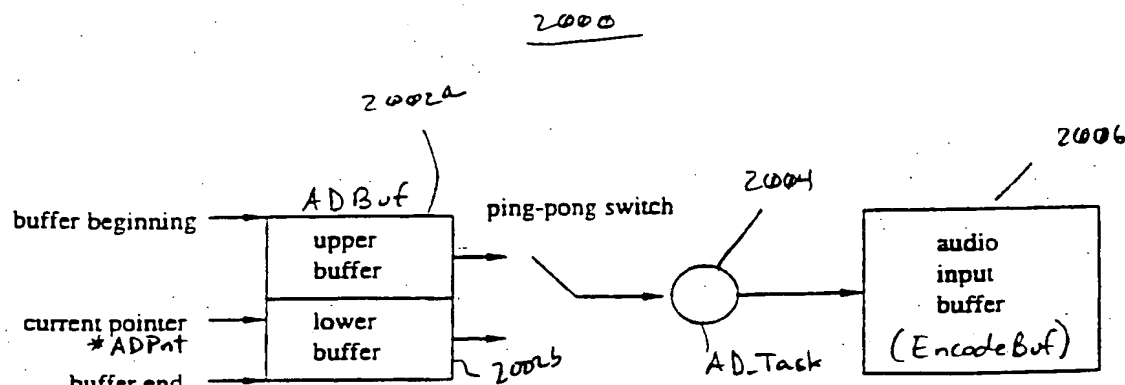 2000
2002a
2006
2004
ADBuf
buffer beginning
ping-pong switch
upper
buffer
audio
input
buffer
(EncodeBuf)
current pointer
*ADPnt
lower
buffer
2002b
AD_Task
buffer end